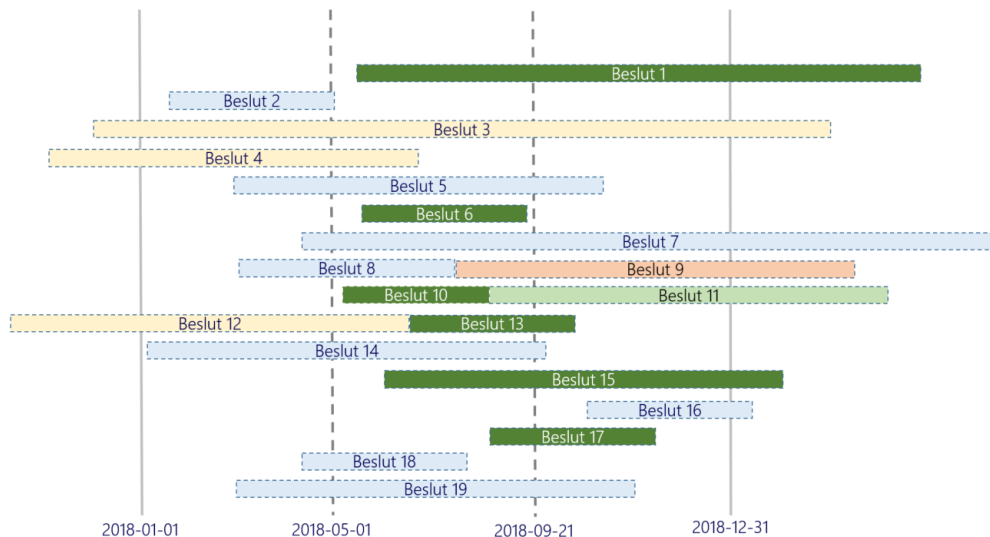 Beslut 1
Beslut 2
Beslut 3
Beslut 4
Beslut 5
Beslut 6
Beslut 7
Beslut 8
Beslut 9
Beslut 10
Beslut 11
Beslut 12
Beslut 13
Beslut 14
Beslut 15
Beslut 16
Beslut 17
Beslut 18
Beslut 19
2018-01-01
2018-05-01
2018-09-21
2018-12-31